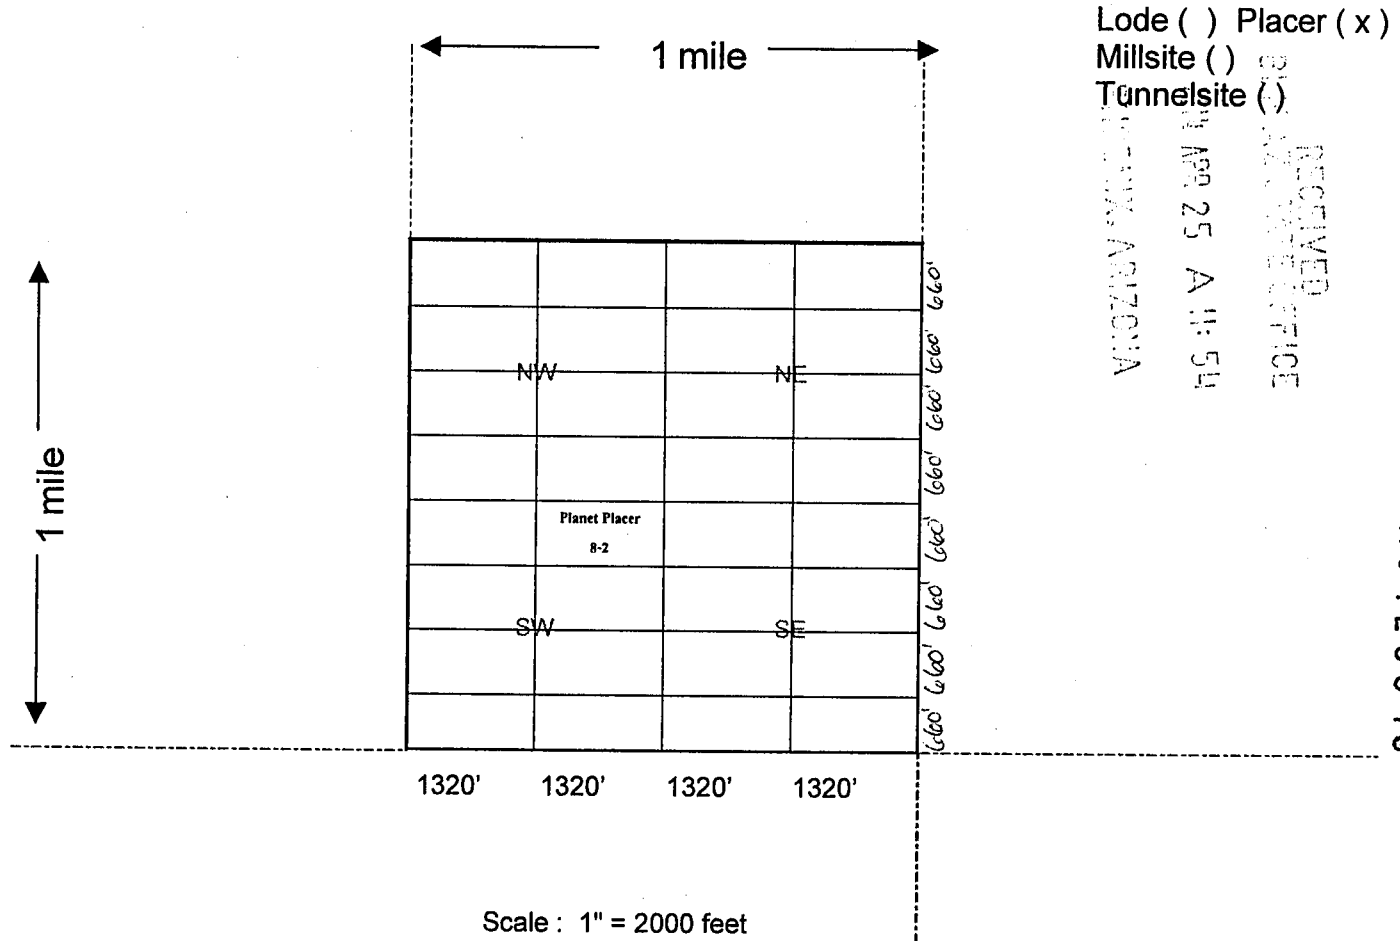 Lode ( ) Placer ( x )
Millsite ( )
Tunnelsite ( )
1 mile
RECEIVED
APR 25 A 11: 54
ARIZONA
1 mile
660'
660'
660'
660'
660'
660'
660'
660'
NW
NE
Planet Placer
8-2
SW
SE
1320' 1320' 1320' 1320'
Scale : 1" = 2000 feet